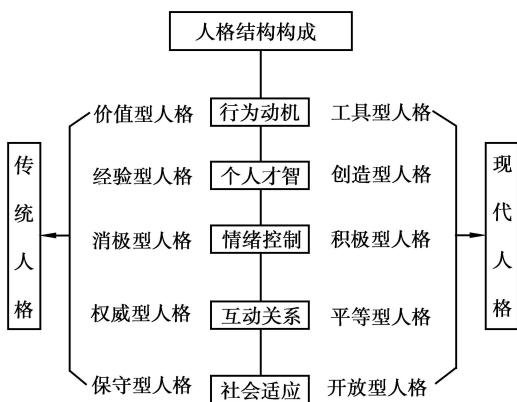 人格结构构成
价值型人格 行为动机 工具型人格
经验型人格 个人才智 创造型人格
消极型人格 情绪控制 积极型人格
权威型人格 互动关系 平等型人格
保守型人格 社会适应 开放型人格
传统人格
现代人格